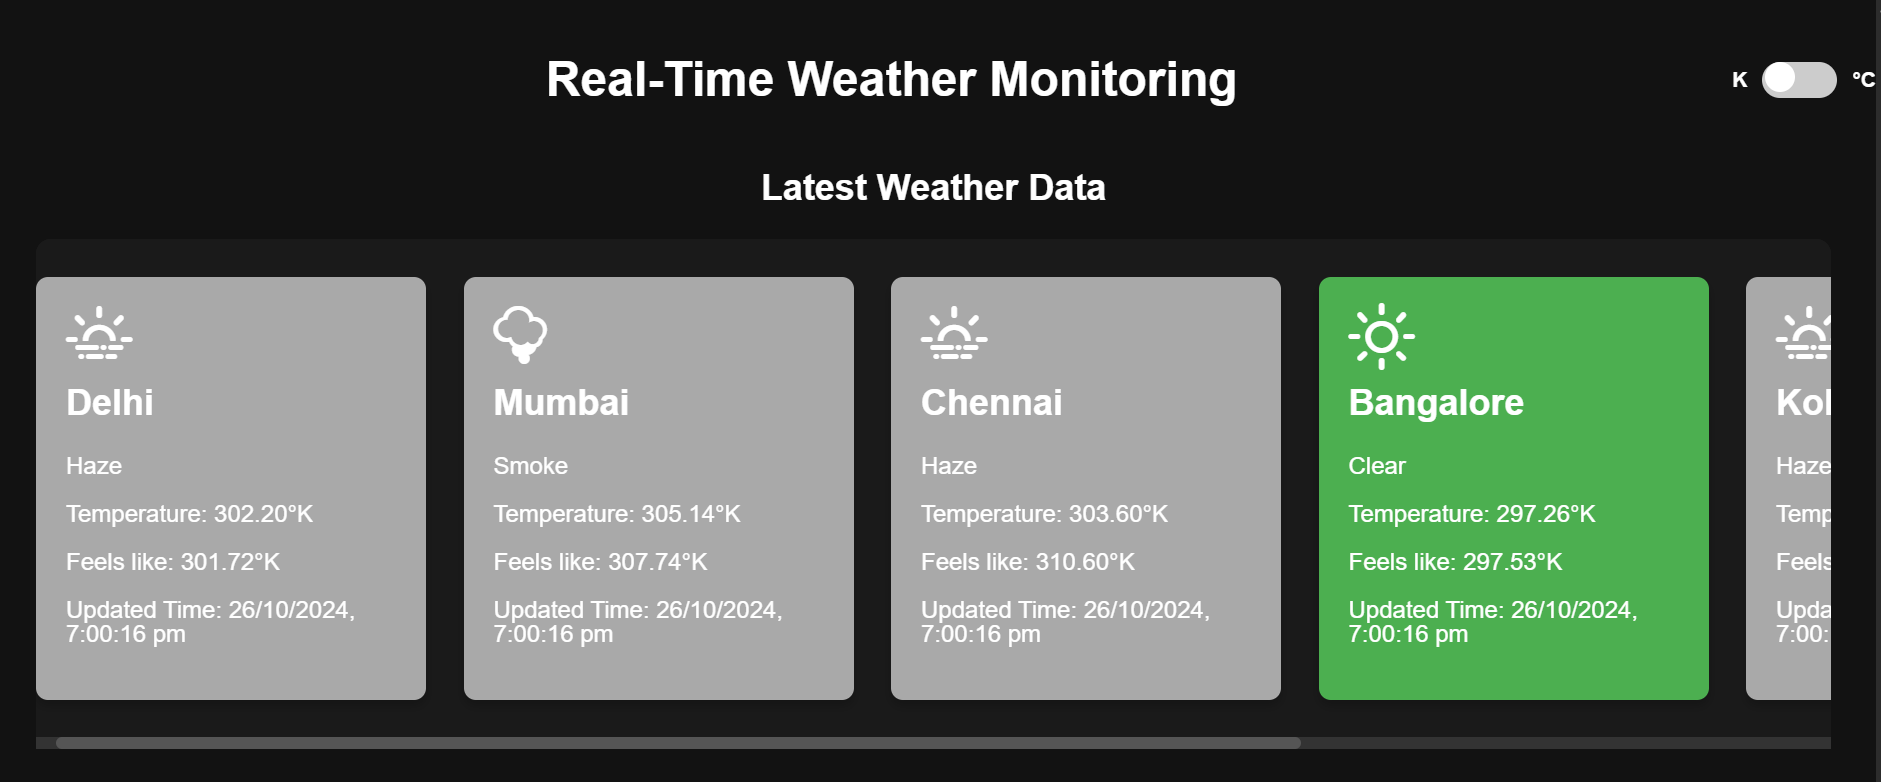 Real-Time Weather Monitoring
K
°C
Latest Weather Data
Delhi
Haze
Temperature: 302.20°K
Feels like: 301.72°K
Updated Time: 26/10/2024,
7:00:16 pm
Mumbai
Smoke
Temperature: 305.14°K
Feels like: 307.74°K
Updated Time: 26/10/2024,
7:00:16 pm
Chennai
Haze
Temperature: 303.60°K
Feels like: 310.60°K
Updated Time: 26/10/2024,
7:00:16 pm
Bangalore
Clear
Temperature: 297.26°K
Feels like: 297.53°K
Updated Time: 26/10/2024,
7:00:16 pm
Haze
Feels
7:00: